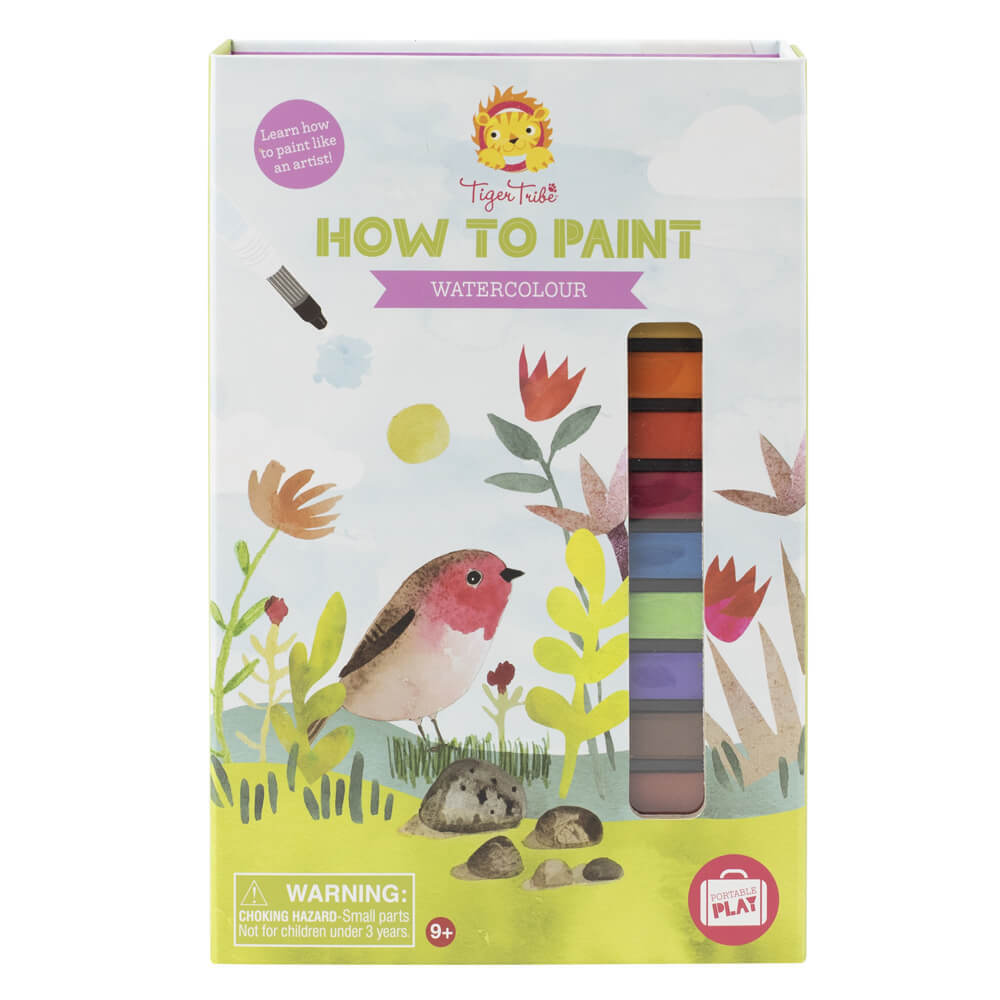 Learn how
to paint like
an artist!
Tiger Tribe
HOW TO PAINT
WATERCOLOUR
WARNING:
CHOKING HAZARD-Small parts
Not for children under 3 years.
9+
PORTABLE
PLAY